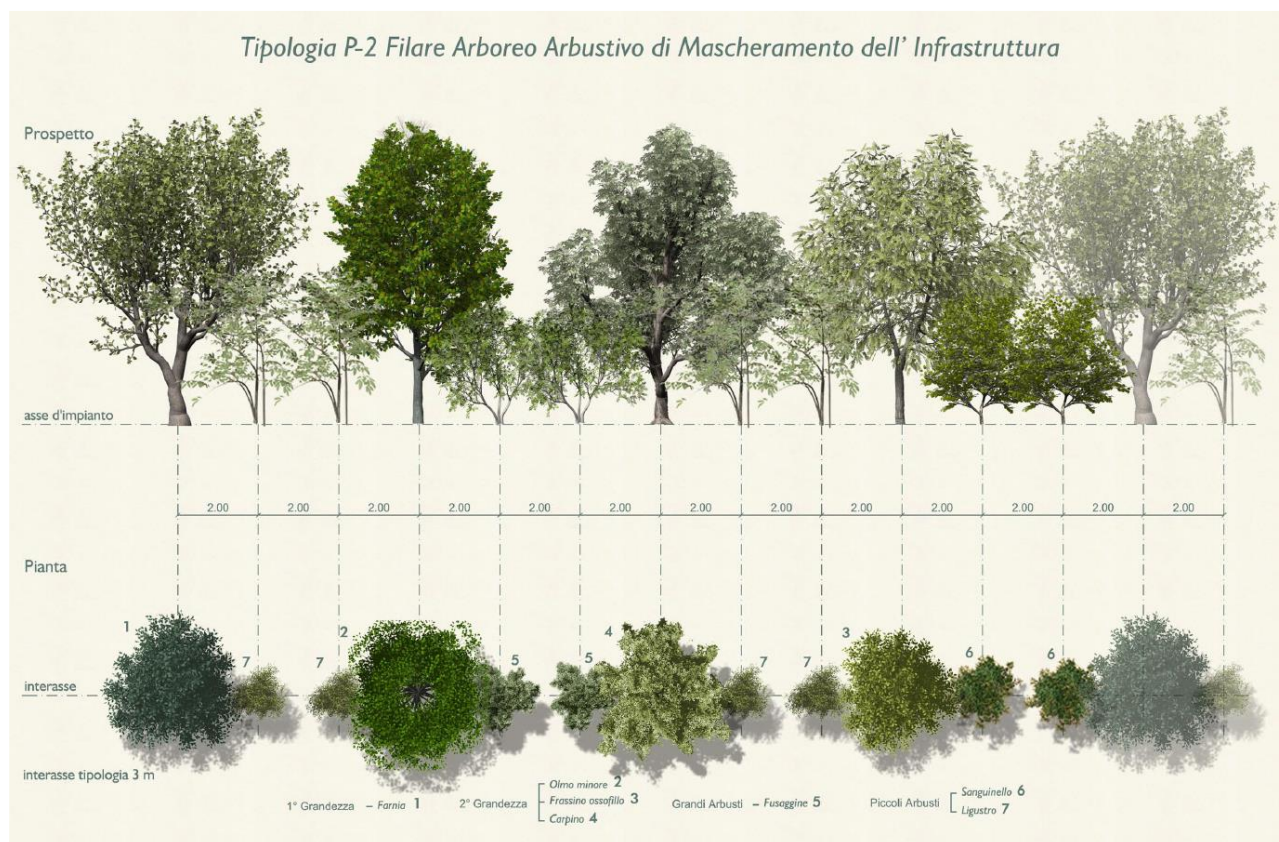 Tipologia P-2 Filare Arboreo Arbustivo di Mascheramento dell' Infrastruttura
Prospetto
asse d'impianto
2.00 2.00 2.00 2.00 2.00 2.00 2.00 2.00 2.00 2.00 2.00 2.00 2.00
Pianta
1 2 4 3
7 7 5 5 7 7 6 6
interasse
interasse tipologia 3 m
1° Grandezza – Farnia 1
2° Grandezza
Olmo minore 2
Frassino ossofillo 3
Carpino 4
Grandi Arbusti – Fusaggine 5
Piccoli Arbusti
Sanguinello 6
Ligustro 7